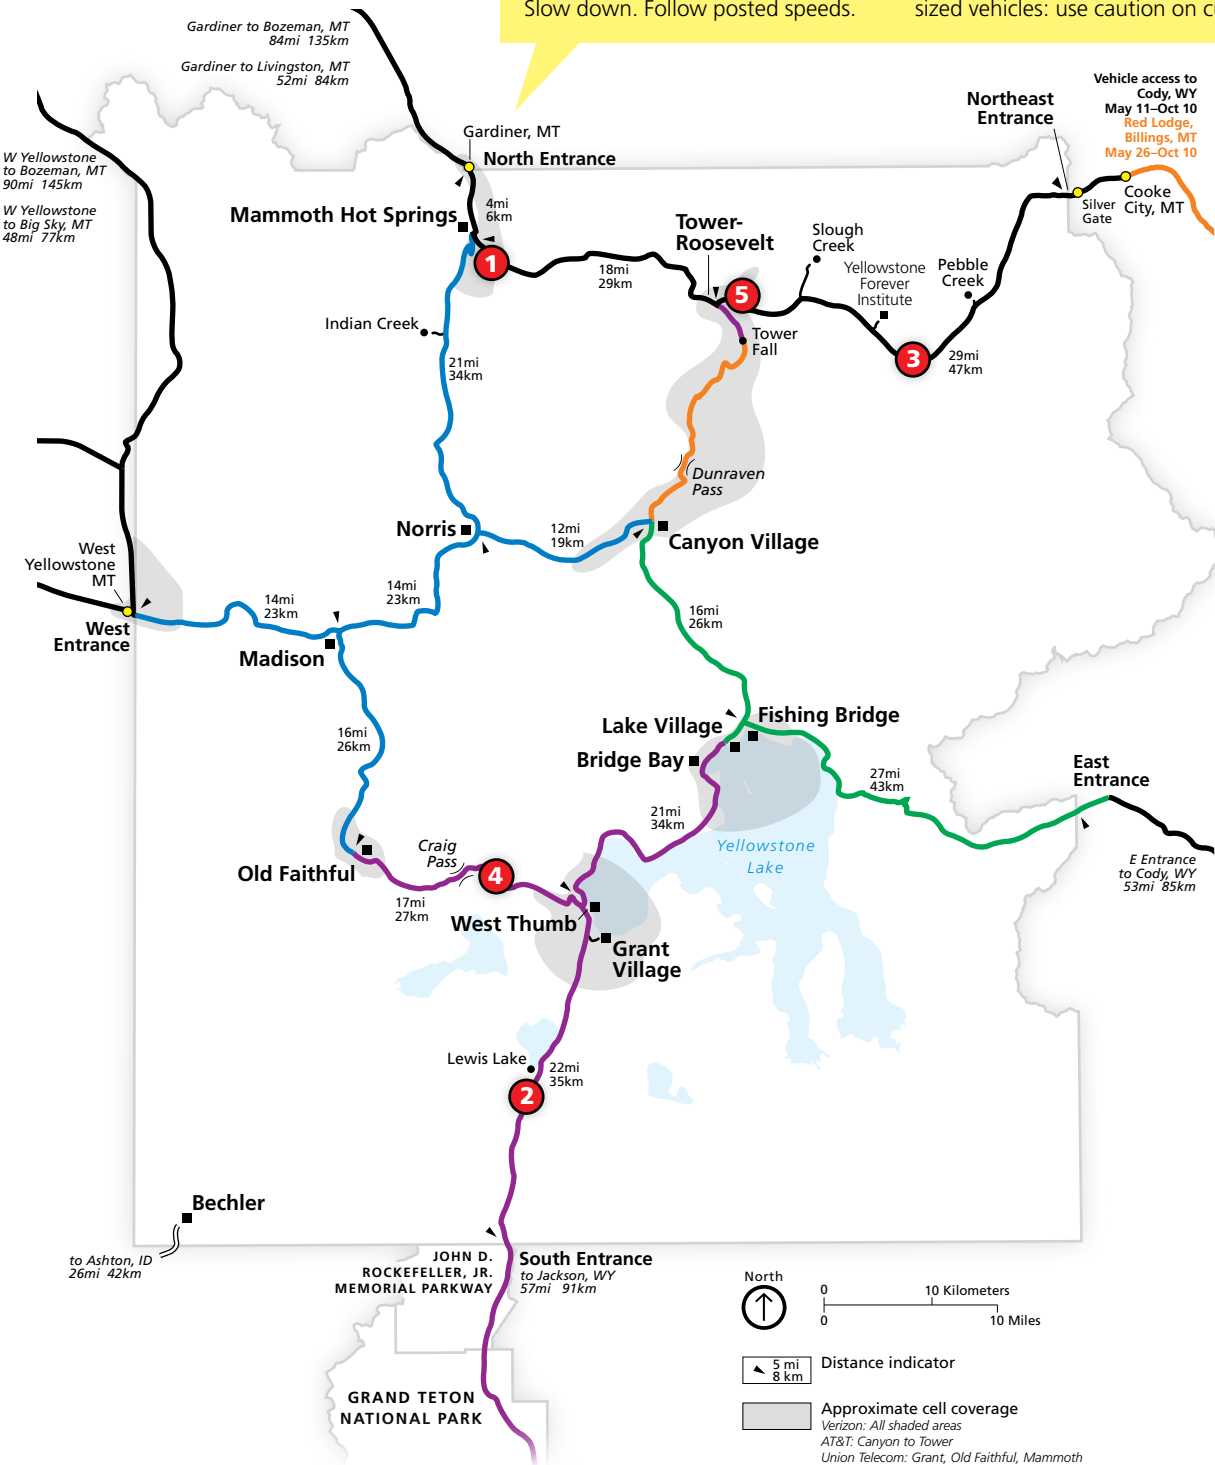 Slow down. Follow posted speeds.
sized vehicles: use caution on
Gardiner to Bozeman, MT
84mi 135km
Gardiner to Livingston, MT
52mi 84km
Vehicle access to
Cody, WY
May 11–Oct 10
Red Lodge,
Billings, MT
May 26–Oct 10
Northeast
Entrance
Gardiner, MT
North Entrance
W Yellowstone
to Bozeman, MT
90mi 145km
W Yellowstone
to Big Sky, MT
48mi 77km
Mammoth Hot Springs
4mi
6km
1
Cooke
City, MT
Silver
Gate
Tower-
Roosevelt
Slough
Creek
Yellowstone
Forever
Institute
Pebble
Creek
18mi
29km
5
Indian Creek
Tower
Fall
3
29mi
47km
21mi
34km
Dunraven
Pass
Norris
12mi
19km
Canyon Village
West
Yellowstone
MT
14mi
23km
14mi
23km
West
Entrance
Madison
16mi
26km
Fishing Bridge
Lake Village
Bridge Bay
16mi
26km
East
Entrance
27mi
43km
21mi
34km
Yellowstone
Lake
Craig
Pass
Old Faithful
4
17mi
27km
E Entrance
to Cody, WY
53mi 85km
West Thumb
Grant
Village
Lewis Lake
22mi
35km
2
Bechler
to Ashton, ID
26mi 42km
JOHN D.
ROCKEFELLER, JR.
MEMORIAL PARKWAY
South Entrance
to Jackson, WY
57mi 91km
North
0
10 Kilometers
0
10 Miles
5 mi
8 km
Distance indicator
GRAND TETON
NATIONAL PARK
Approximate cell coverage
Verizon: All shaded areas
AT&T: Canyon to Tower
Union Telecom: Grant, Old Faithful, Mammoth